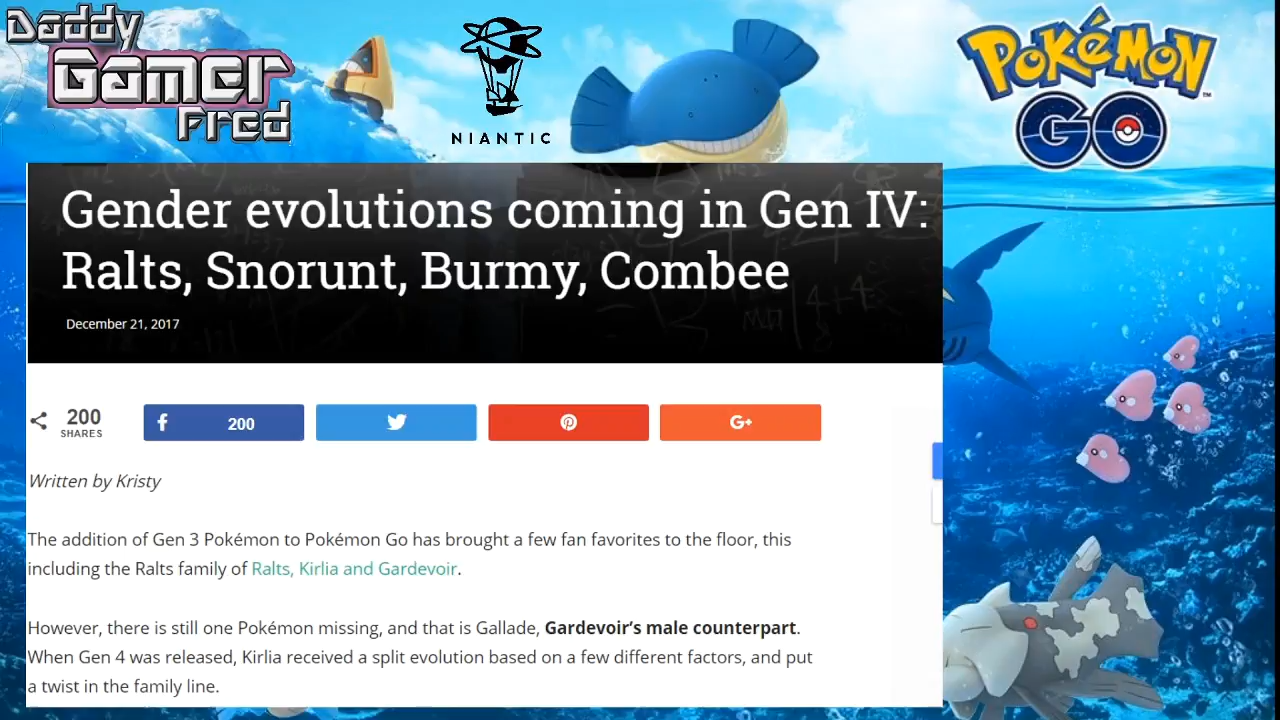 Daddy
Gamer
Fred
NIANTIC
POKéMON
GO
Gender evolutions coming in Gen IV:
Ralts, Snorunt, Burmy, Combee
December 21, 2017
200
SHARES
200
Written by Kristy
The addition of Gen 3 Pokémon to Pokémon Go has brought a few fan favorites to the floor, this
including the Ralts family of Ralts, Kirlia and Gardevoir.
However, there is still one Pokémon missing, and that is Gallade, Gardevoir’s male counterpart.
When Gen 4 was released, Kirlia received a split evolution based on a few different factors, and put
a twist in the family line.